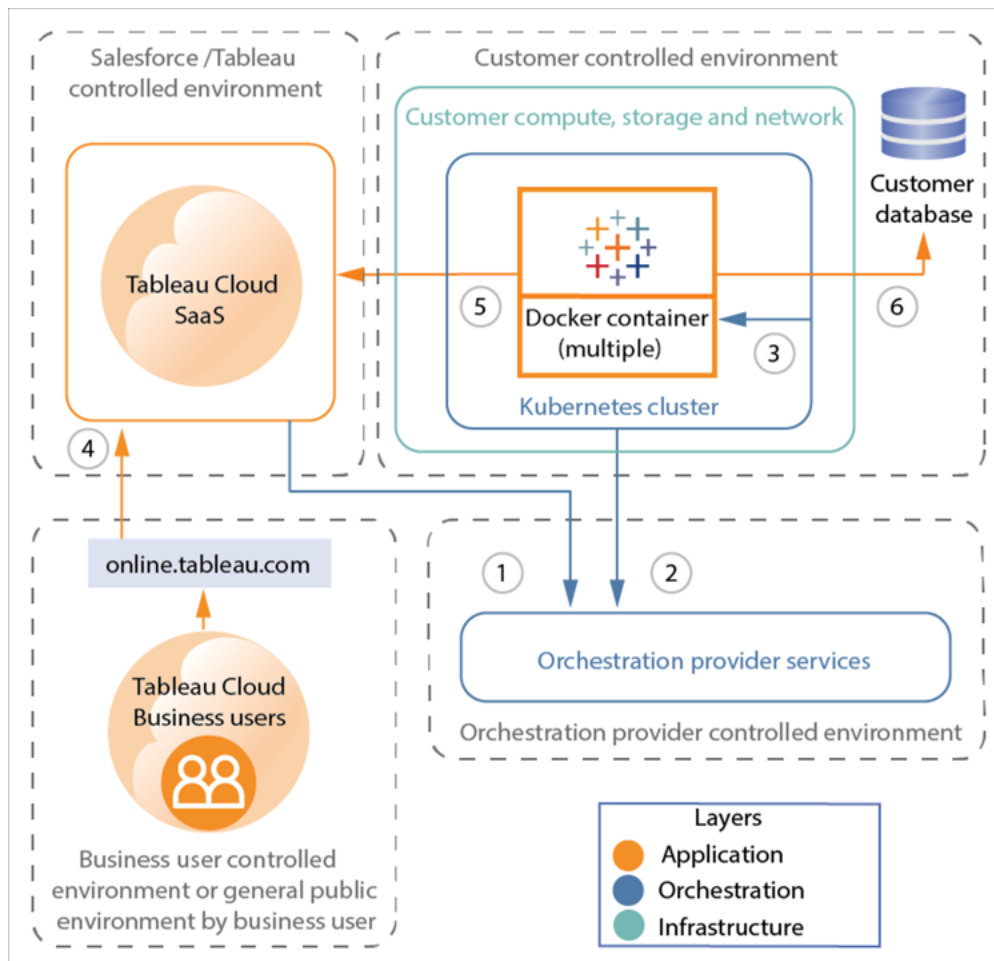 Salesforce /Tableau
controlled environment
Customer controlled environment
Customer compute, storage and network
Customer
database
Tableau Cloud
SaaS
5
Docker container
(multiple)
3
6
Kubernetes cluster
4
online.tableau.com
1
2
Orchestration provider services
Orchestration provider controlled environment
Tableau Cloud
Business users
Business user controlled
environment or general public
environment by business user
Layers
Application
Orchestration
Infrastructure